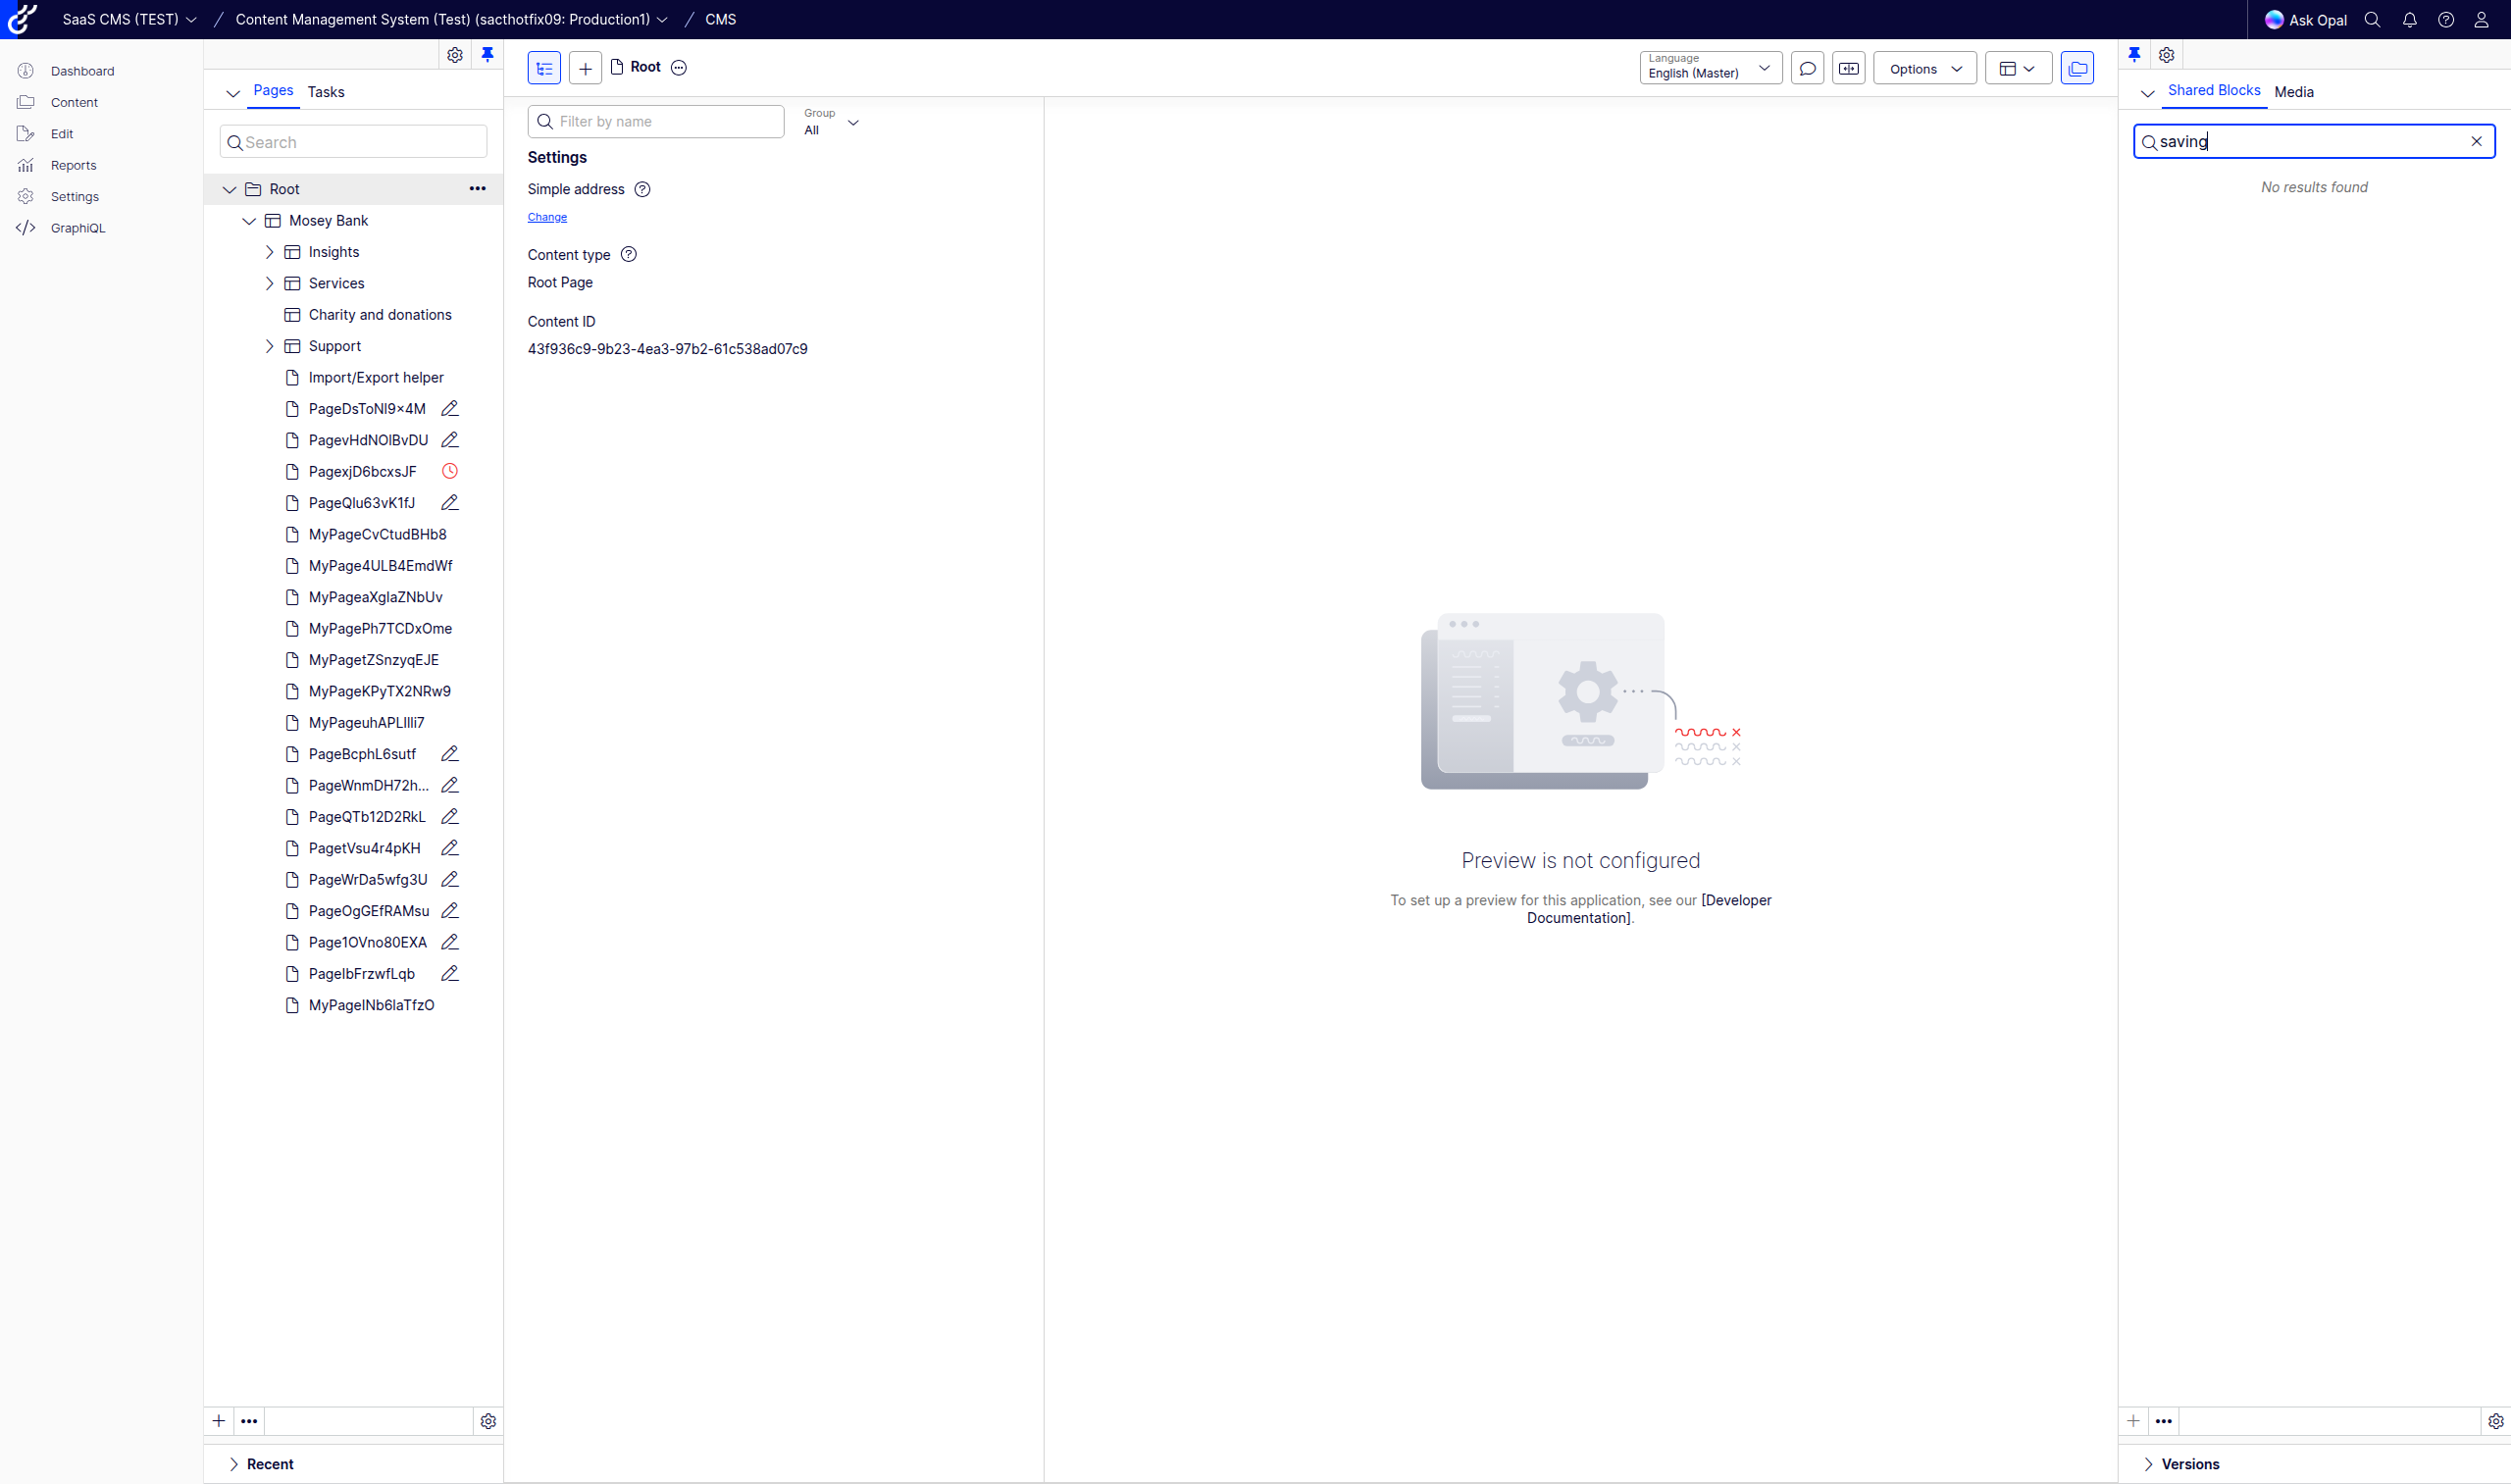 SaaS CMS (TEST) / Content Management System (Test) (sacthotfix09: Production1) / CMS
Ask Opal
Dashboard
Content
Edit
Reports
Settings
GraphiQL
Pages Tasks
Search
Root
Mosey Bank
Insights
Services
Charity and donations
Support
Import/Export helper
PageDsToNl9×4M
PagevHdNOlBvDU
PagexjD6bcxsJF
PageQlu63vK1fJ
MyPageCvCtudBHb8
MyPage4ULB4EmdWf
MyPageaXglaZNbUv
MyPagePh7TCDxOme
MyPagetZSnzyqEJE
MyPageKPyTX2NRw9
MyPageuhAPLIlli7
PageBcphL6sutf
PageWnmDH72h...
PageQTb12D2RkL
PagetVsu4r4pKH
PageWrDa5wfg3U
PageOgGEfRAMsu
Page1OVno80EXA
PageIbFrzwfLqb
MyPageINb6laTfzO
Recent
Root
Language
English (Master)
Options
Filter by name
Group
All
Settings
Simple address
Change
Content type
Root Page
Content ID
43f936c9-9b23-4ea3-97b2-61c538ad07c9
Preview is not configured
To set up a preview for this application, see our [Developer
Documentation].
Shared Blocks Media
saving
No results found
Versions